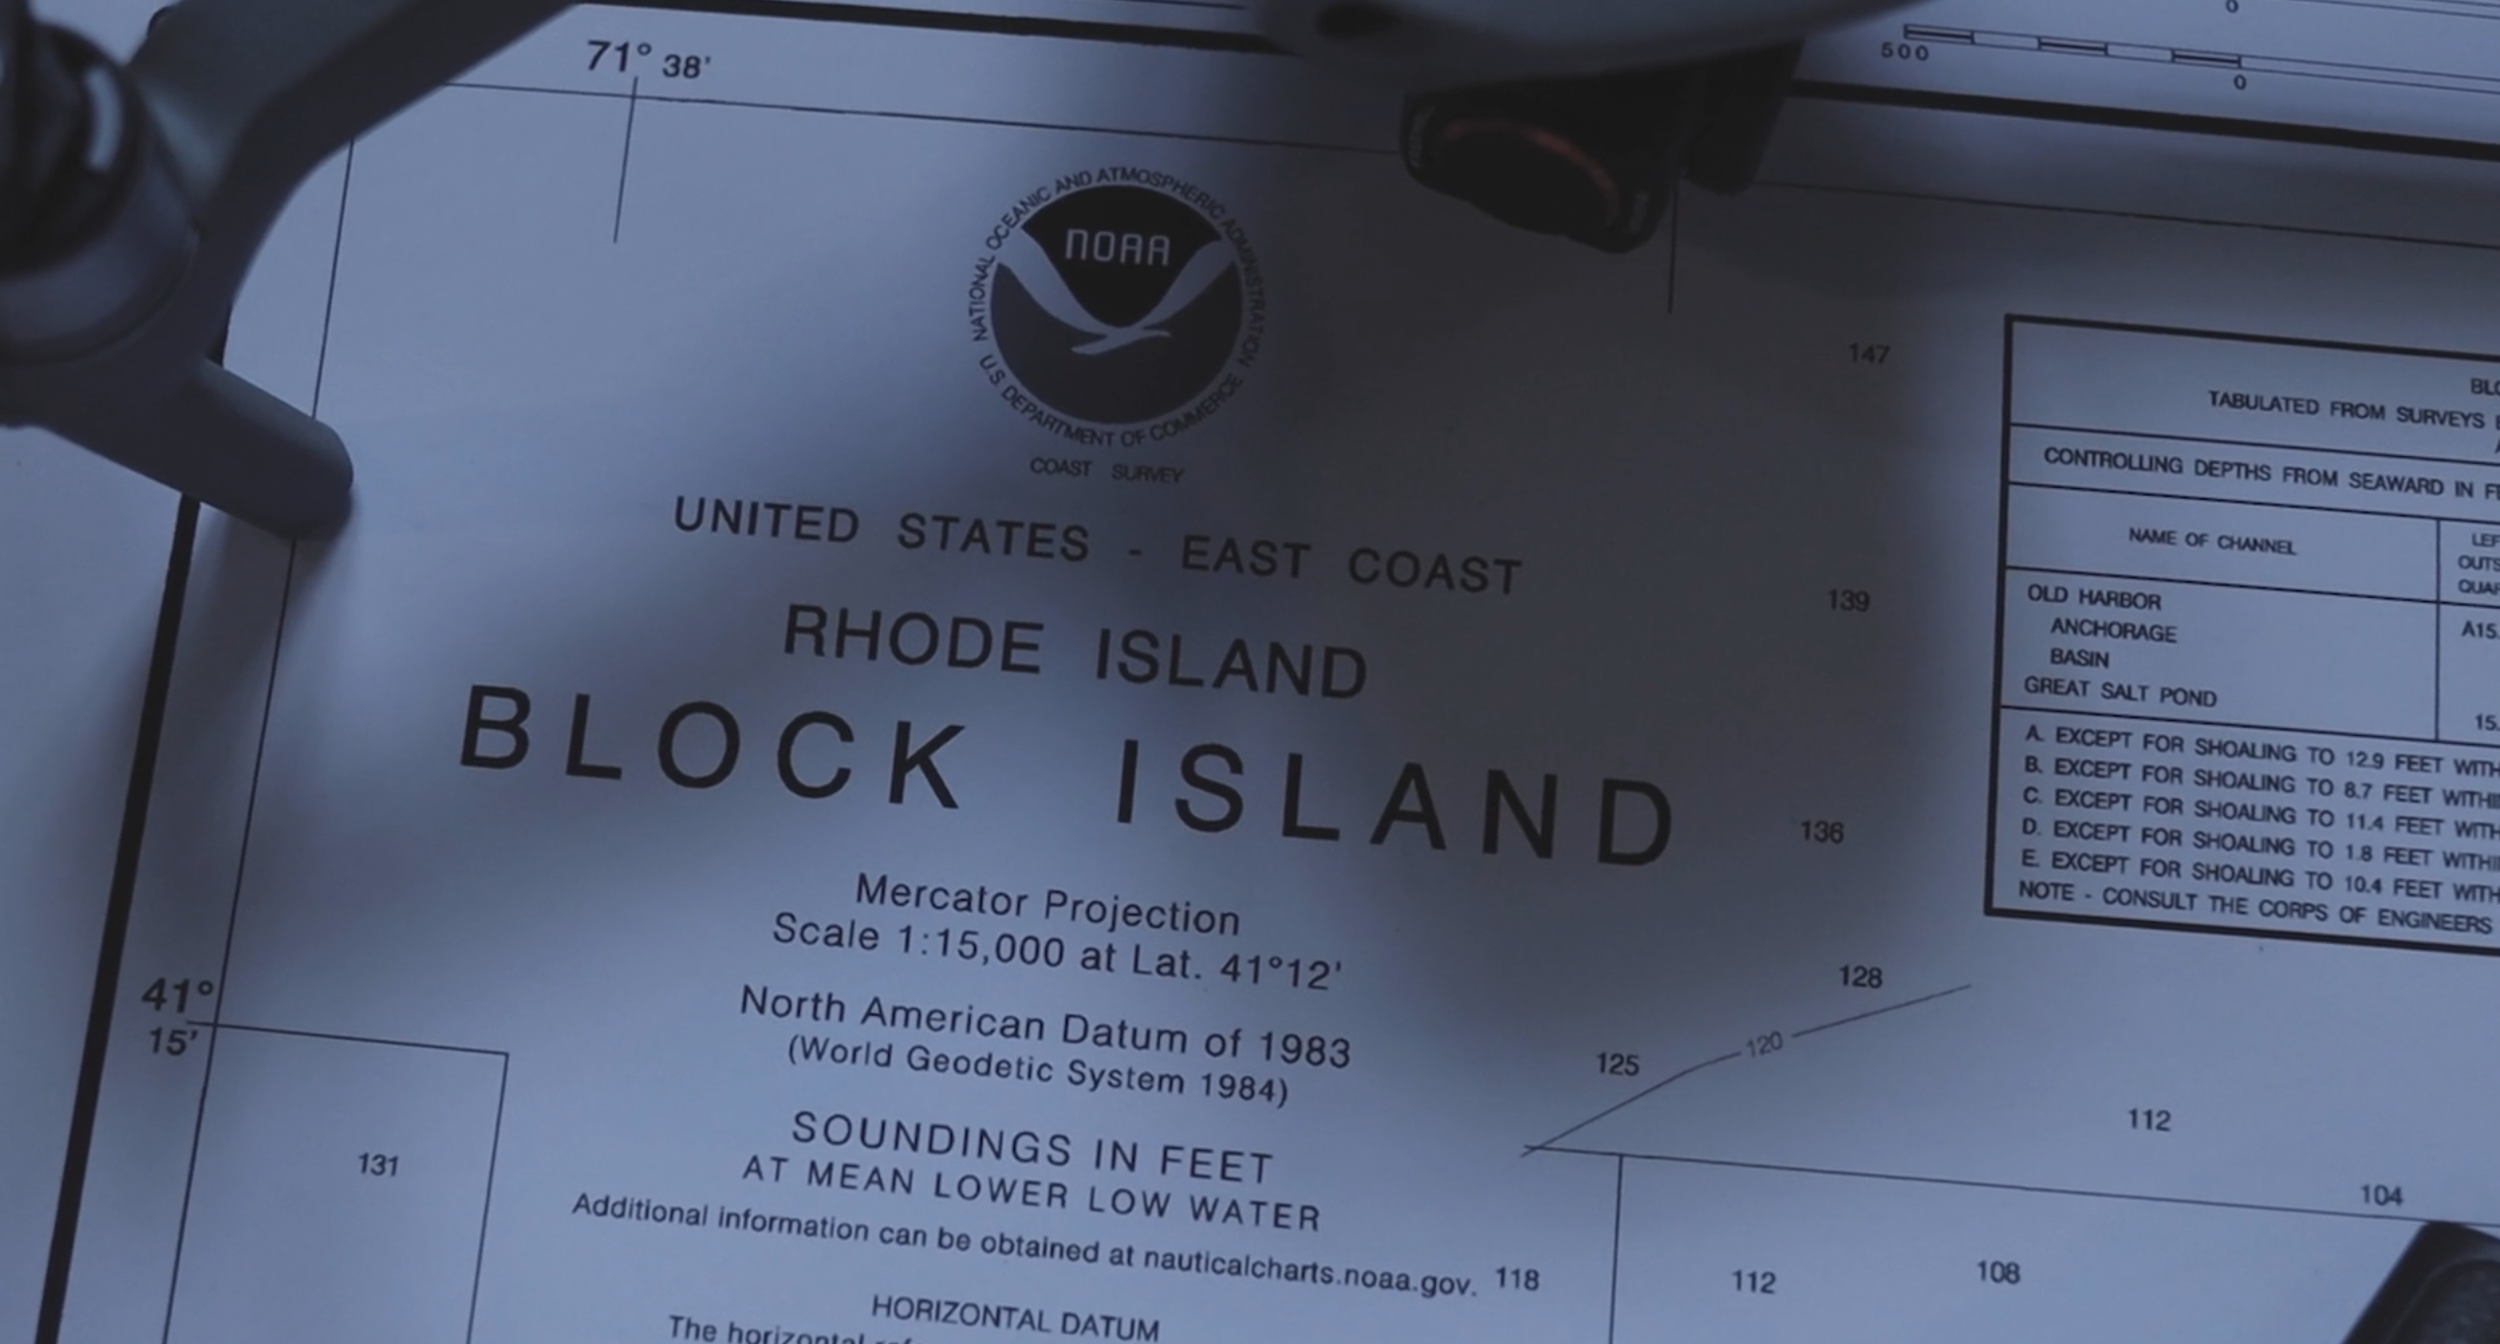 0
500
0
71° 38'
NATIONAL OCEANIC AND ATMOSPHERIC ADMINISTRATION
NOAA
U.S. DEPARTMENT OF COMMERCE
COAST SURVEY
UNITED STATES - EAST COAST
RHODE ISLAND
BLOCK ISLAND
Mercator Projection
Scale 1:15,000 at Lat. 41°12'
North American Datum of 1983
(World Geodetic System 1984)
SOUNDINGS IN FEET
AT MEAN LOWER LOW WATER
Additional information can be obtained at nauticalcharts.noaa.gov.
HORIZONTAL DATUM
The horizontal
41°
15'
131
147
139
136
128
120
125
112
104
118
112
108
TABULATED FROM SURVEYS
CONTROLLING DEPTHS FROM SEAWARD IN
NAME OF CHANNEL
OLD HARBOR
ANCHORAGE
A15.
BASIN
GREAT SALT POND
15.
A. EXCEPT FOR SHOALING TO 12.9 FEET
B. EXCEPT FOR SHOALING TO 8.7 FEET
C. EXCEPT FOR SHOALING TO 11.4 FEET
D. EXCEPT FOR SHOALING TO 1.8 FEET
E. EXCEPT FOR SHOALING TO 10.4 FEET
NOTE - CONSULT THE CORPS OF ENGINEERS